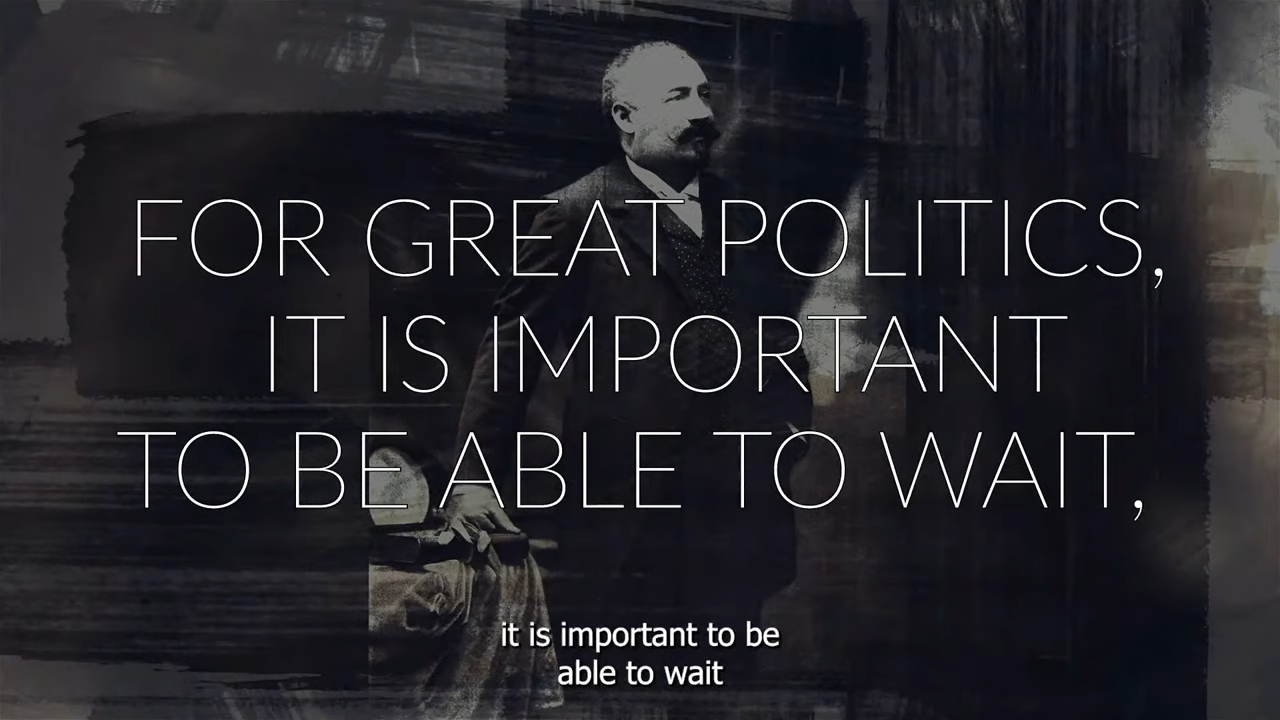 FOR GREAT POLITICS,
IT IS IMPORTANT
TO BE ABLE TO WAIT,
it is important to be
able to wait